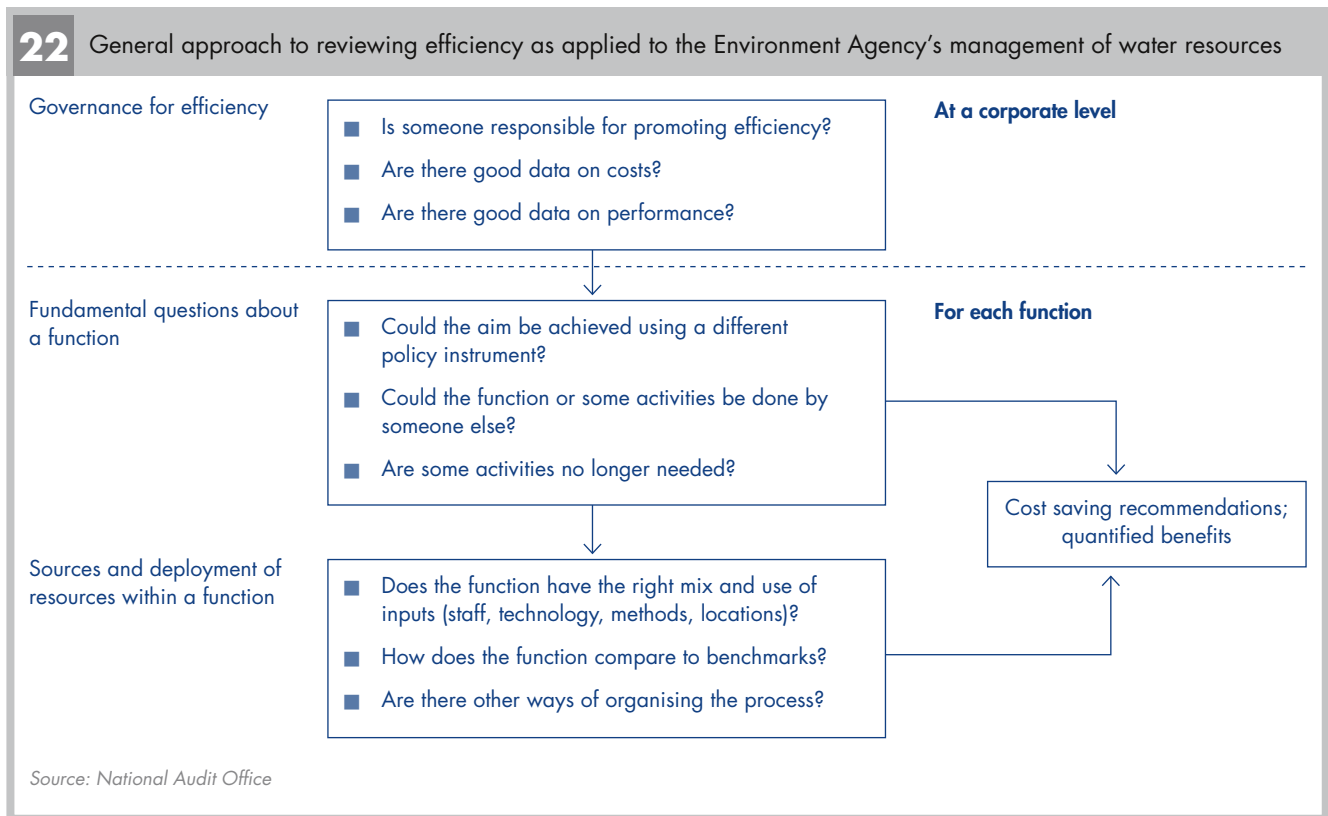 22 General approach to reviewing efficiency as applied to the Environment Agency's management of water resources
Governance for efficiency
■ Is someone responsible for promoting efficiency?
■ Are there good data on costs?
■ Are there good data on performance?
At a corporate level
Fundamental questions about
a function
■ Could the aim be achieved using a different
policy instrument?
■ Could the function or some activities be done by
someone else?
■ Are some activities no longer needed?
For each function
Cost saving recommendations;
quantified benefits
Sources and deployment of
resources within a function
■ Does the function have the right mix and use of
inputs (staff, technology, methods, locations)?
■ How does the function compare to benchmarks?
■ Are there other ways of organising the process?
Source: National Audit Office